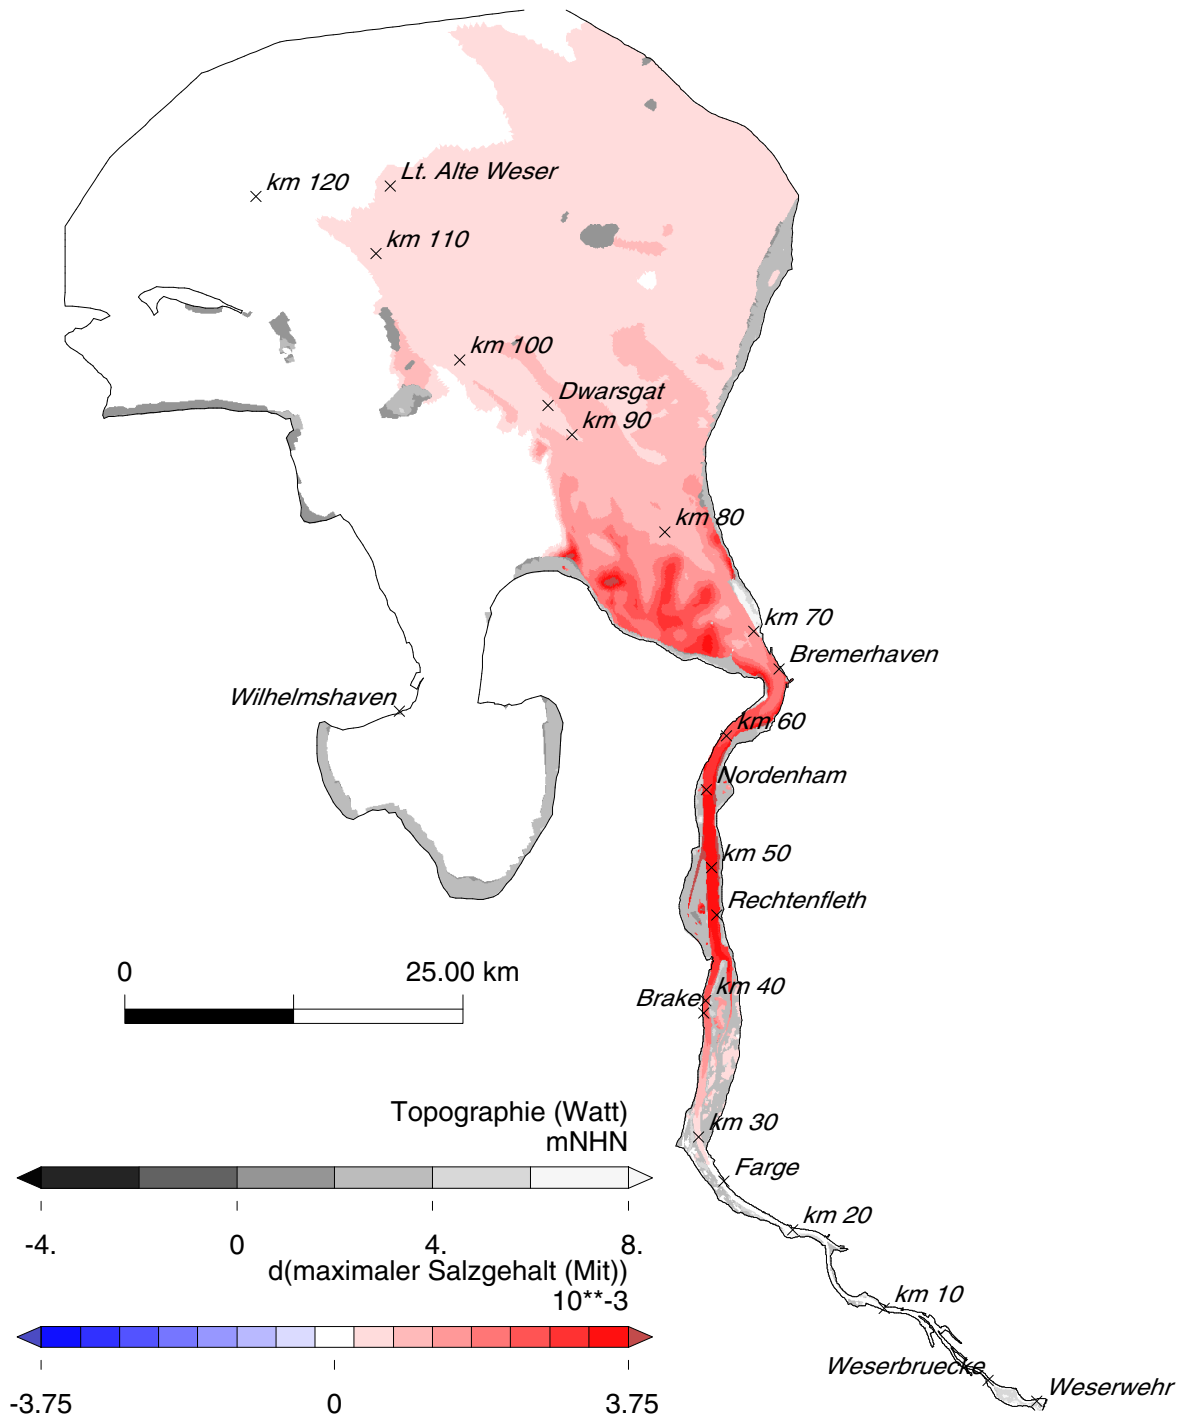 Lt. Alte Weser
km 120
km 110
km 100
Dwarsgat
km 90
km 80
km 70
Bremerhaven
Wilhelmshaven
km 60
Nordenham
km 50
Rechtenfleth
0 25.00 km
Brake
km 40
Topographie (Watt)
mNHN
km 30
Farge
-4. 0 4. 8.
km 20
d(maximaler Salzgehalt (Mit))
10**-3
km 10
Weserbruecke
Weserwehr
-3.75 0 3.75